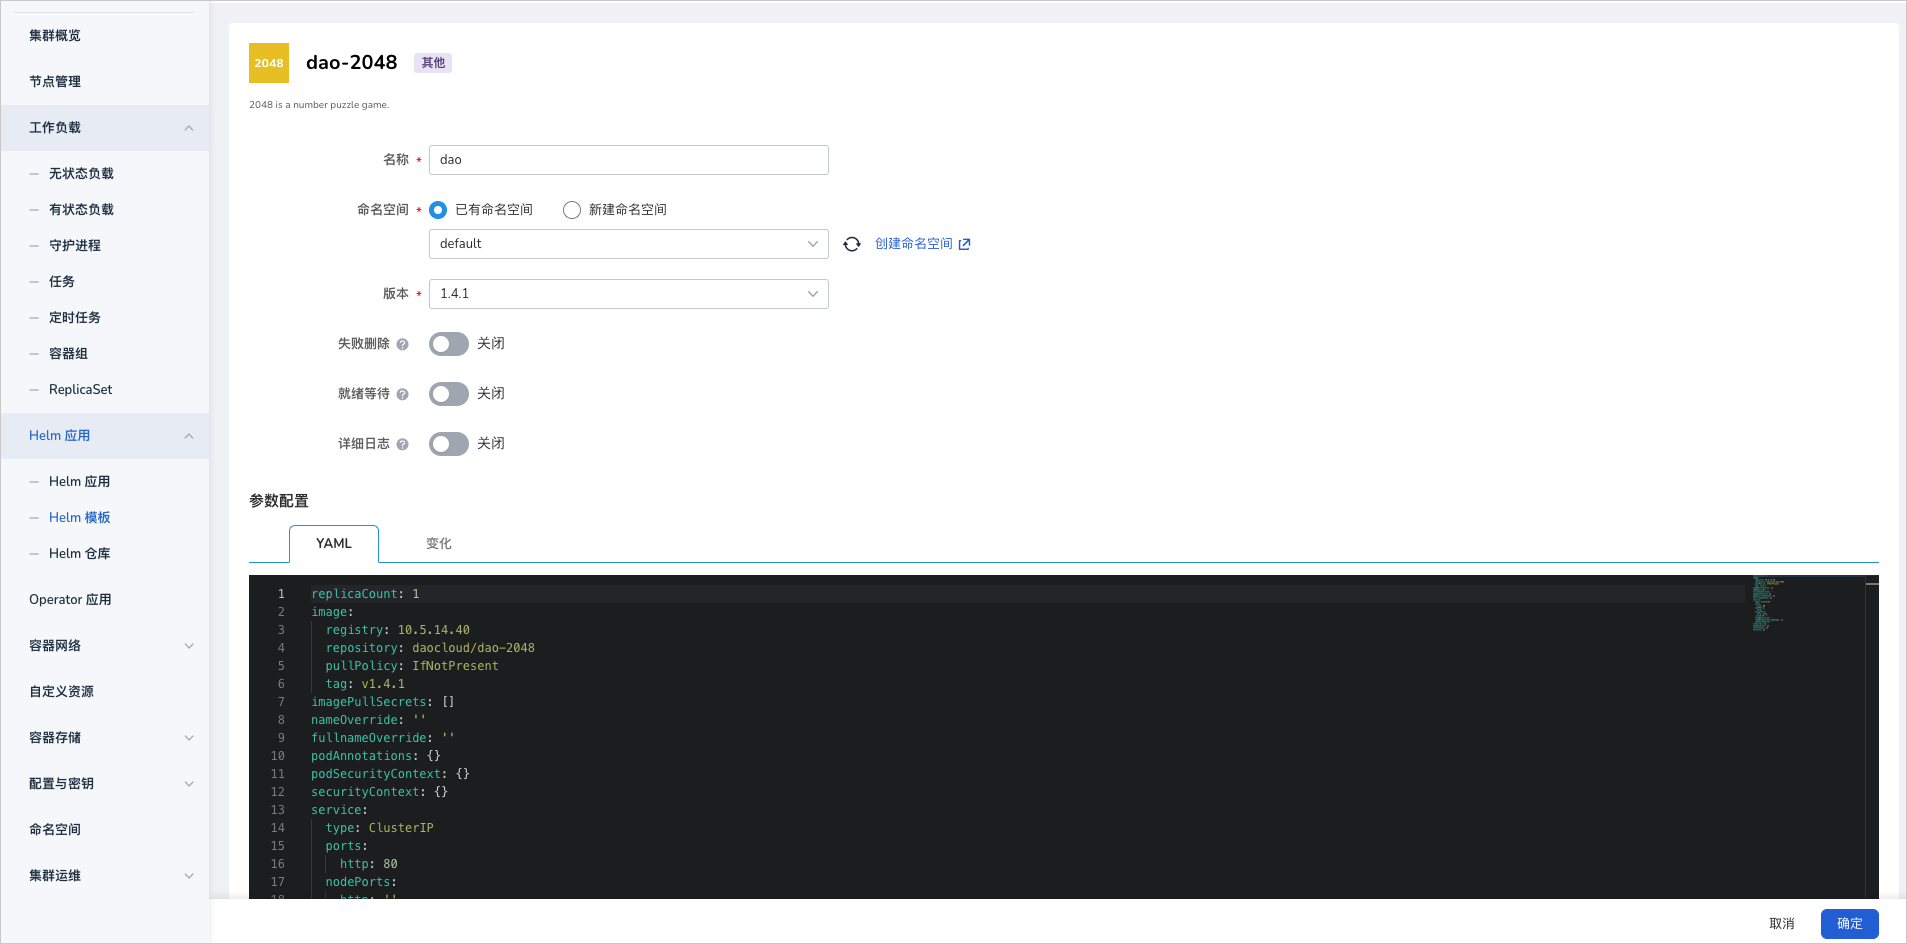 集群概览
节点管理
工作负载
无状态负载
有状态负载
守护进程
任务
定时任务
容器组
ReplicaSet
Helm 应用
Helm 应用
Helm 模板
Helm 仓库
Operator 应用
容器网络
自定义资源
容器存储
配置与密钥
命名空间
集群运维
2048 dao-2048 其他
2048 is a number puzzle game.
名称 * dao
命名空间 * 已有命名空间 新建命名空间
default 创建命名空间
版本 * 1.4.1
失败删除 ? 关闭
就绪等待 ? 关闭
详细日志 ? 关闭
参数配置
YAML 变化
1 replicaCount: 1
2 image:
3 registry: 10.5.14.40
4 repository: daocloud/dao-2048
5 pullPolicy: IfNotPresent
6 tag: v1.4.1
7 imagePullSecrets: []
8 nameOverride: ''
9 fullnameOverride: ''
10 podAnnotations: {}
11 podSecurityContext: {}
12 securityContext: {}
13 service:
14 type: ClusterIP
15 ports:
16 http: 80
17 nodePorts:
18 http: ''
取消 确定